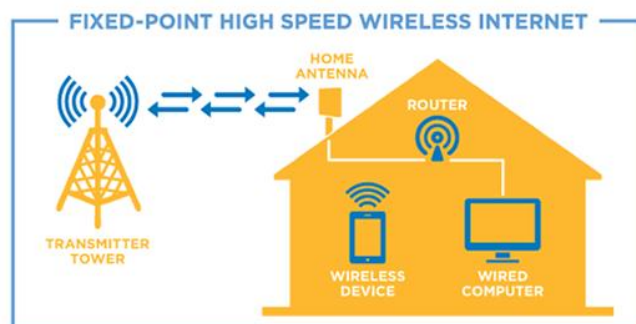 FIXED-POINT HIGH SPEED WIRELESS INTERNET
HOME
ANTENNA
ROUTER
TRANSMITTER
TOWER
WIRELESS
DEVICE
WIRED
COMPUTER